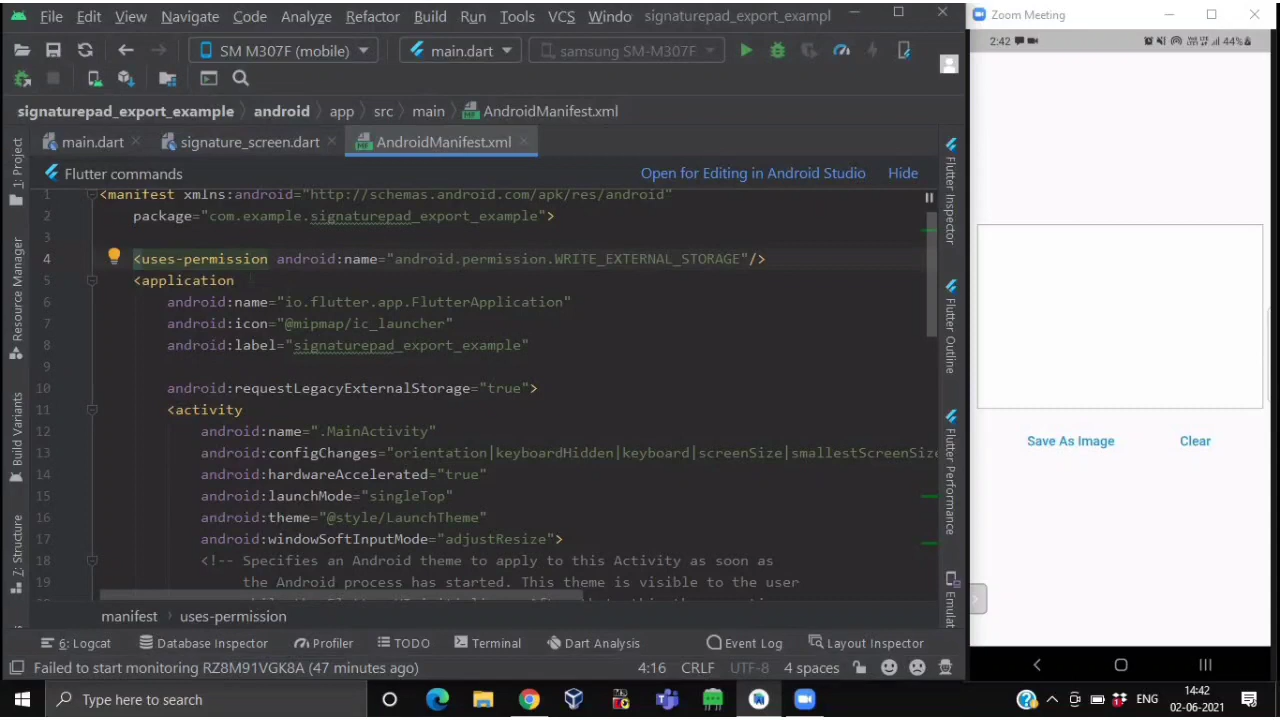 File Edit View Navigate Code Analyze Refactor Build Run Tools VCS Windo signaturepad_export_exampl
SM M307F (mobile) main.dart samsung SM-M307F
signaturepad_export_example android app src main AndroidManifest.xml
main.dart signature_screen.dart AndroidManifest.xml
Flutter commands Open for Editing in Android Studio Hide
1 <manifest xmlns:android="http://schemas.android.com/apk/res/android"
2 package="com.example.signaturepad_export_example">
3
4 <uses-permission android:name="android.permission.WRITE_EXTERNAL_STORAGE"/>
5 <application
6 android:name="io.flutter.app.FlutterApplication"
7 android:icon="@mipmap/ic_launcher"
8 android:label="signaturepad_export_example"
9
10 android:requestLegacyExternalStorage="true">
11 <activity
12 android:name=".MainActivity"
13 android:configChanges="orientation|keyboardHidden|keyboard|screenSize|smallestScreenSize
14 android:hardwareAccelerated="true"
15 android:launchMode="singleTop"
16 android:theme="@style/LaunchTheme"
17 android:windowSoftInputMode="adjustResize">
18 <!-- Specifies an Android theme to apply to this Activity as soon as
19 the Android process has started. This theme is visible to the user
manifest uses-permission
1: Project
Resource Manager
Build Variants
7: Structure
Flutter Inspector
Flutter Outline
Flutter Performance
Emulat
6: Logcat Database Inspector Profiler TODO Terminal Dart Analysis Event Log Layout Inspector
Failed to start monitoring RZ8M91VGK8A (47 minutes ago) 4:16 CRLF UTF-8 4 spaces
Zoom Meeting
2:42 44%
Save As Image Clear
Type here to search ENG 14:42
02-06-2021